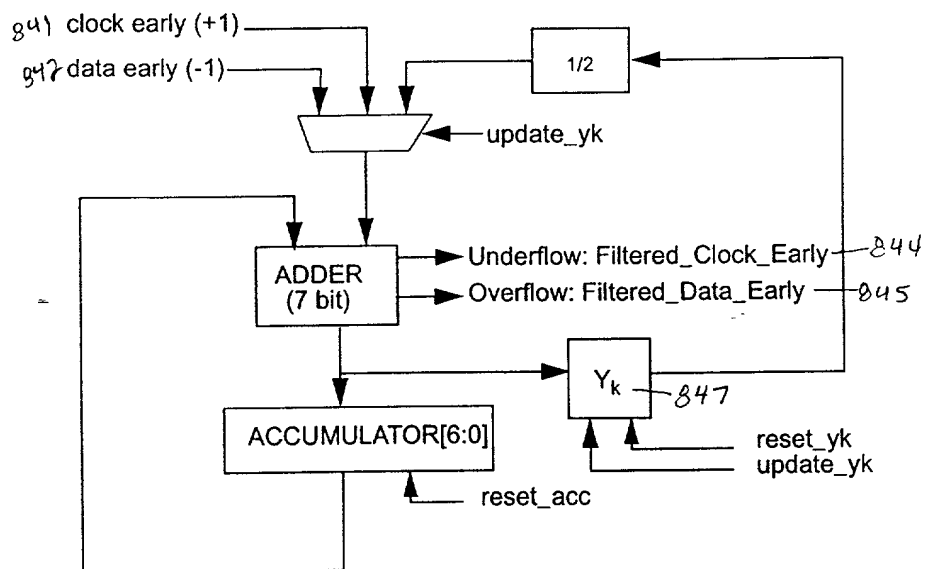 841 clock early (+1)
842 data early (-1)
1/2
update_yk
ADDER
(7 bit)
Underflow: Filtered_Clock_Early 844
Overflow: Filtered_Data_Early 845
Yk 847
ACCUMULATOR[6:0]
reset_yk
update_yk
reset_acc